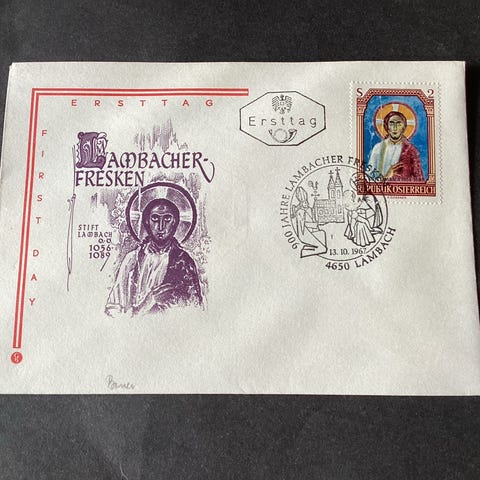 ERSTTAG
FIRST DAY
LAMBACHER-
FRESKEN
STIFT
LAMBACH
1056-
1089
Ersttag
S 2
REPUBLIK ÖSTERREICH
900 JAHRE LAMBACHER FRESKEN
13.10.1967
4650 LAMBACH